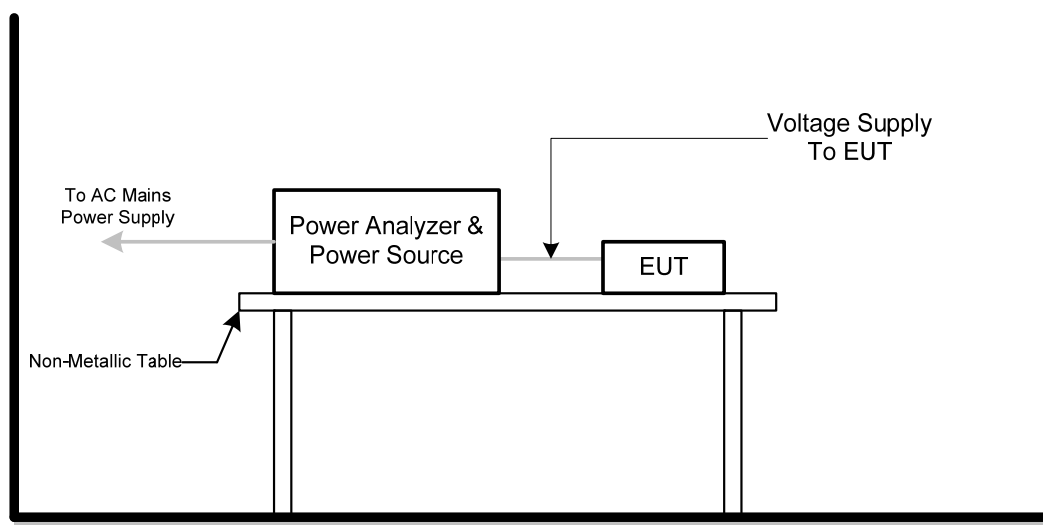 Voltage Supply
To EUT
To AC Mains
Power Supply
Power Analyzer &
Power Source
EUT
Non-Metallic Table